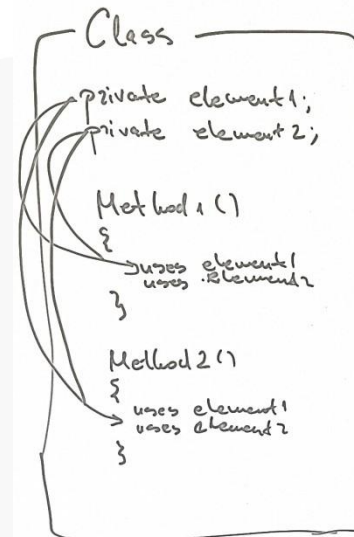 Class
private element1;
private element2;
Method1()
{
uses element1
uses element2
}
Method2()
{
uses element1
uses element2
}